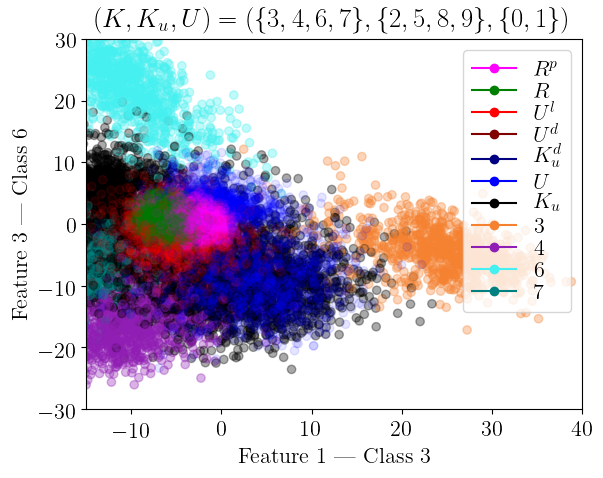 (K, K_u, U) = ({3, 4, 6, 7}, {2, 5, 8, 9}, {0, 1})
30
20
10
0
−10
−20
−30
Feature 3 — Class 6
R^p
R
U^l
U^d
K_u^d
U
K_u
3
4
6
7
−10 0 10 20 30 40
Feature 1 — Class 3